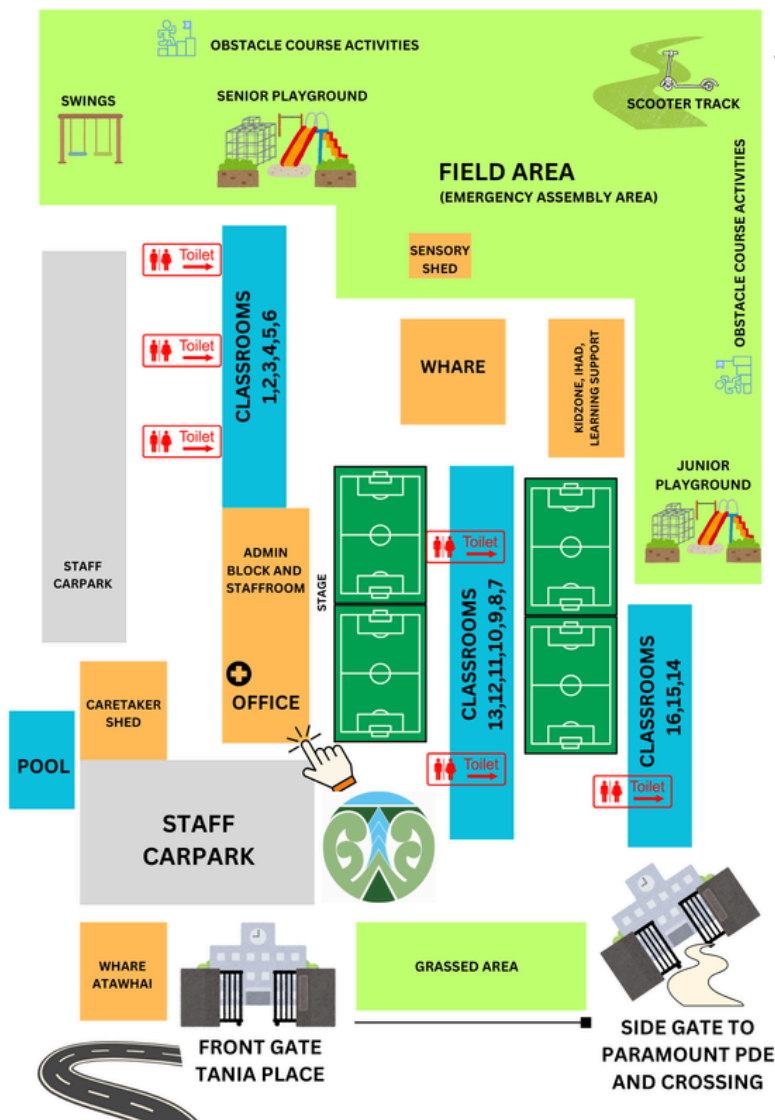 OBSTACLE COURSE ACTIVITIES
SWINGS
SENIOR PLAYGROUND
SCOOTER TRACK
FIELD AREA
(EMERGENCY ASSEMBLY AREA)
OBSTACLE COURSE ACTIVITIES
SENSORY
SHED
Toilet
Toilet
Toilet
CLASSROOMS
1,2,3,4,5,6
WHARE
KIDZONE, IHAD,
LEARNING SUPPORT
JUNIOR
PLAYGROUND
STAFF
CARPARK
ADMIN
BLOCK AND
STAFFROOM
STAGE
Toilet
CLASSROOMS
13,12,11,10,9,8,7
CLASSROOMS
16,15,14
CARETAKER
SHED
OFFICE
POOL
Toilet
Toilet
STAFF
CARPARK
WHARE
ATAWHAI
GRASSED AREA
FRONT GATE
TANIA PLACE
SIDE GATE TO
PARAMOUNT PDE
AND CROSSING